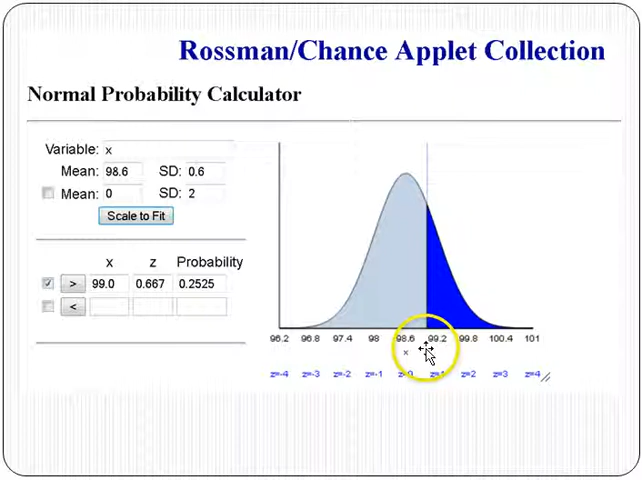 Rossman/Chance Applet Collection
Normal Probability Calculator
Variable: x
Mean: 98.6 SD: 0.6
Mean: 0 SD: 2
Scale to Fit
x z Probability
> 99.0 0.667 0.2525
<
96.2 96.8 97.4 98 98.6 99.2 99.8 100.4 101
x
z=-4 z=-3 z=-2 z=-1 z=0 z=1 z=2 z=3 z=4